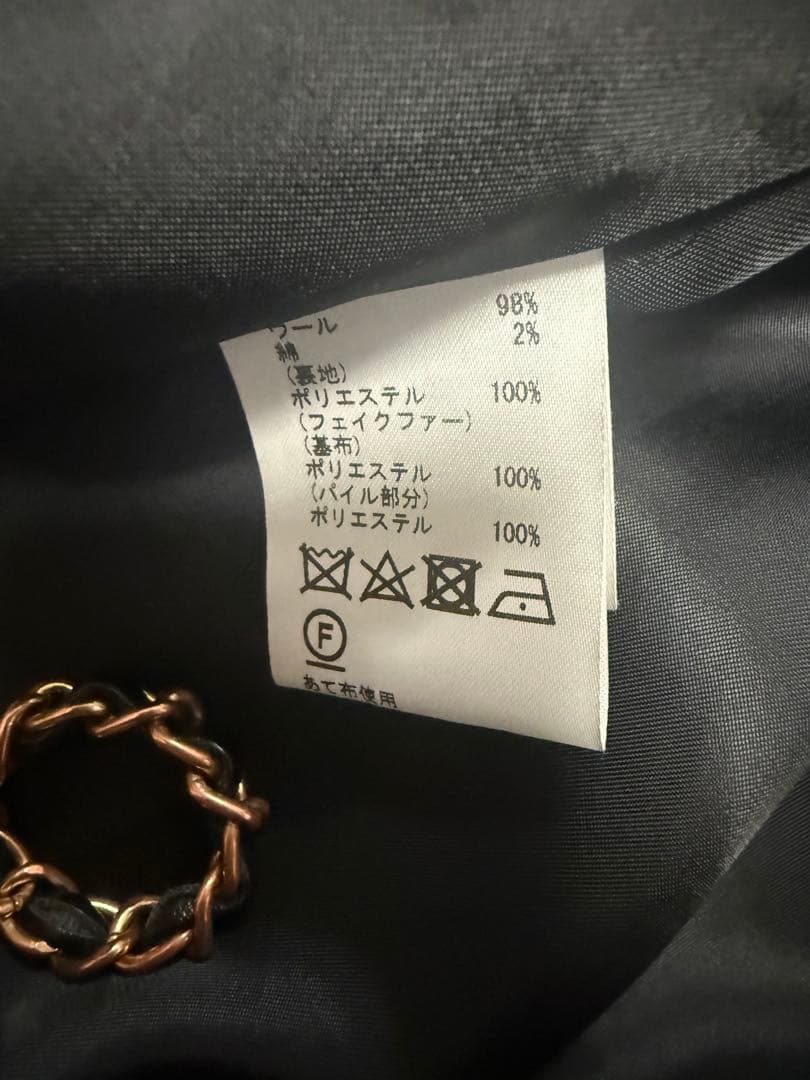 ウール 98%
綿 2%
(裏地)
ポリエステル 100%
(フェイクファー)
(基布)
ポリエステル 100%
(パイル部分)
ポリエステル 100%
F
あて布使用